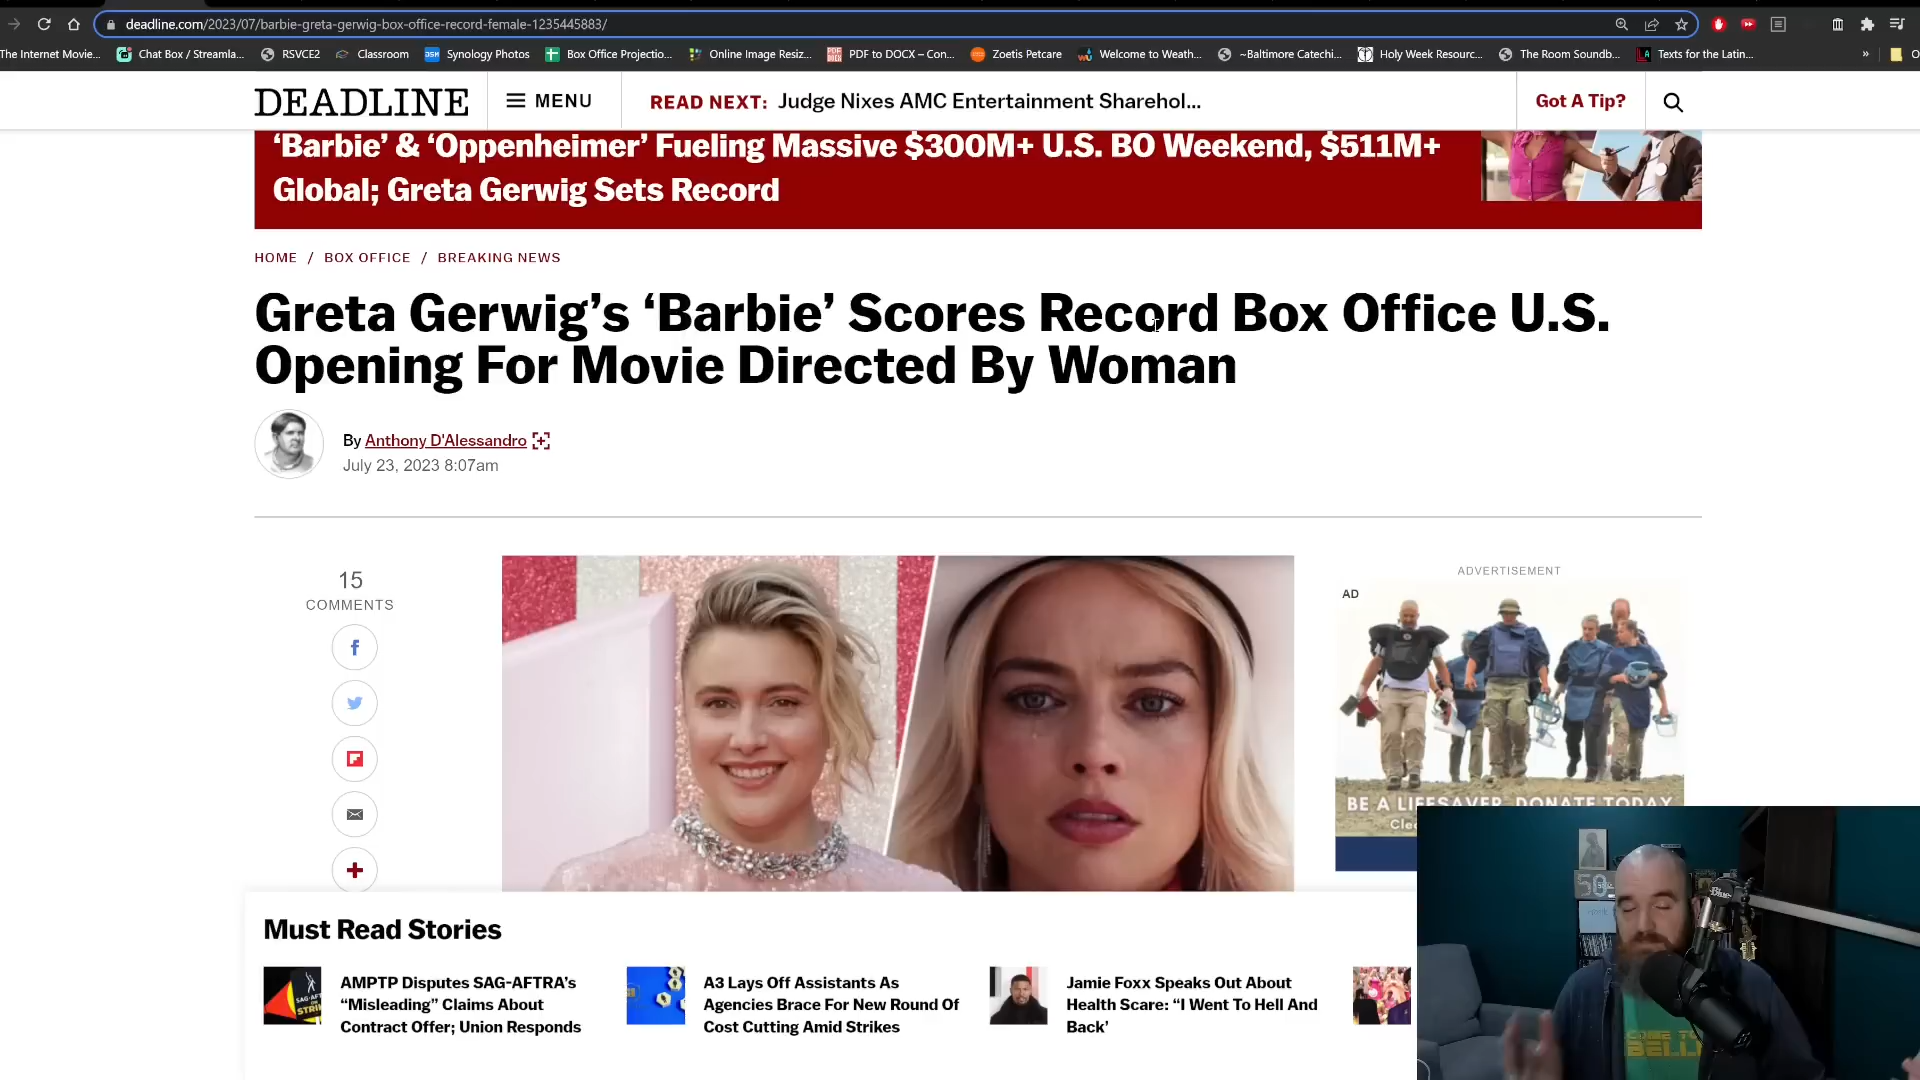 deadline.com/2023/07/barbie-greta-gerwig-box-office-record-female-1235445883/
The Internet Movie...
Chat Box / Streamla...
RSVCE2
Classroom
Synology Photos
Box Office Projectio...
Online Image Resiz...
PDF to DOCX – Con...
Zoetis Petcare
Welcome to Weath...
~Baltimore Catechi...
Holy Week Resourc...
The Room Soundb...
Texts for the Latin...
»
DEADLINE
MENU
READ NEXT: Judge Nixes AMC Entertainment Sharehol...
Got A Tip?
‘Barbie’ & ‘Oppenheimer’ Fueling Massive $300M+ U.S. BO Weekend, $511M+
Global; Greta Gerwig Sets Record
HOME / BOX OFFICE / BREAKING NEWS
Greta Gerwig’s ‘Barbie’ Scores Record Box Office U.S.
Opening For Movie Directed By Woman
By Anthony D'Alessandro
July 23, 2023 8:07am
15
COMMENTS
ADVERTISEMENT
AD
BE A LIFESAVER. DONATE TODAY
Must Read Stories
AMPTP Disputes SAG-AFTRA’s
“Misleading” Claims About
Contract Offer; Union Responds
A3 Lays Off Assistants As
Agencies Brace For New Round Of
Cost Cutting Amid Strikes
Jamie Foxx Speaks Out About
Health Scare: “I Went To Hell And
Back’